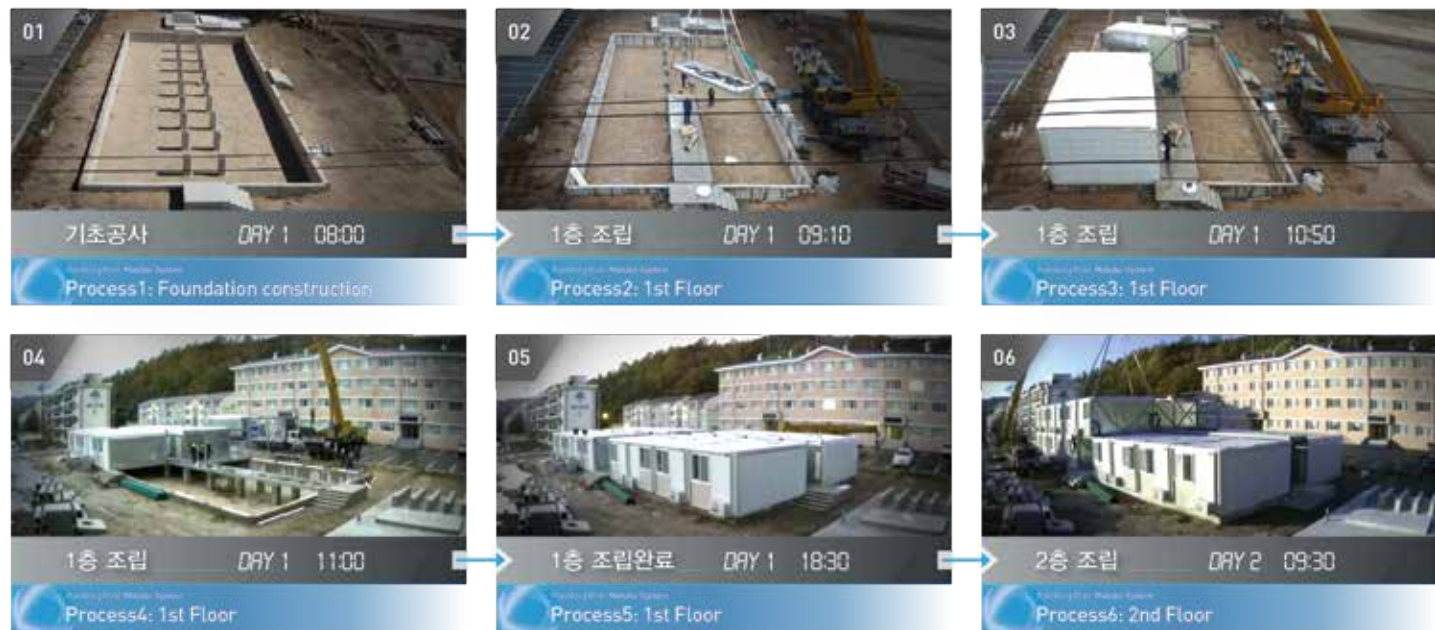 01
기초공사 DAY 1 08:00
Process1: Foundation construction
02
1층 조립 DAY 1 09:10
Process2: 1st Floor
03
1층 조립 DAY 1 10:50
Process3: 1st Floor
04
1층 조립 DAY 1 11:00
Process4: 1st Floor
05
1층 조립완료 DAY 1 18:30
Process5: 1st Floor
06
2층 조립 DAY 2 09:30
Process6: 2nd Floor